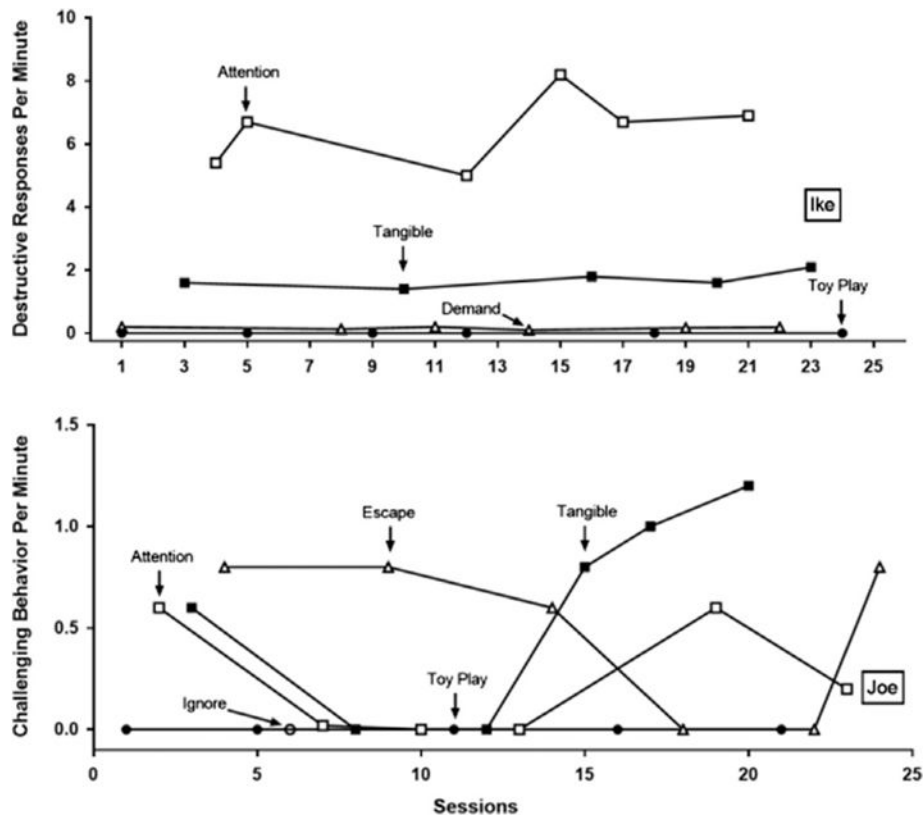 Destructive Responses Per Minute
10
8
6
4
2
0
Attention
Tangible
Demand
Toy Play
Ike
1 3 5 7 9 11 13 15 17 19 21 23 25
Challenging Behavior Per Minute
1.5
1.0
0.5
0.0
Attention
Escape
Tangible
Ignore
Toy Play
Joe
0 5 10 15 20 25
Sessions